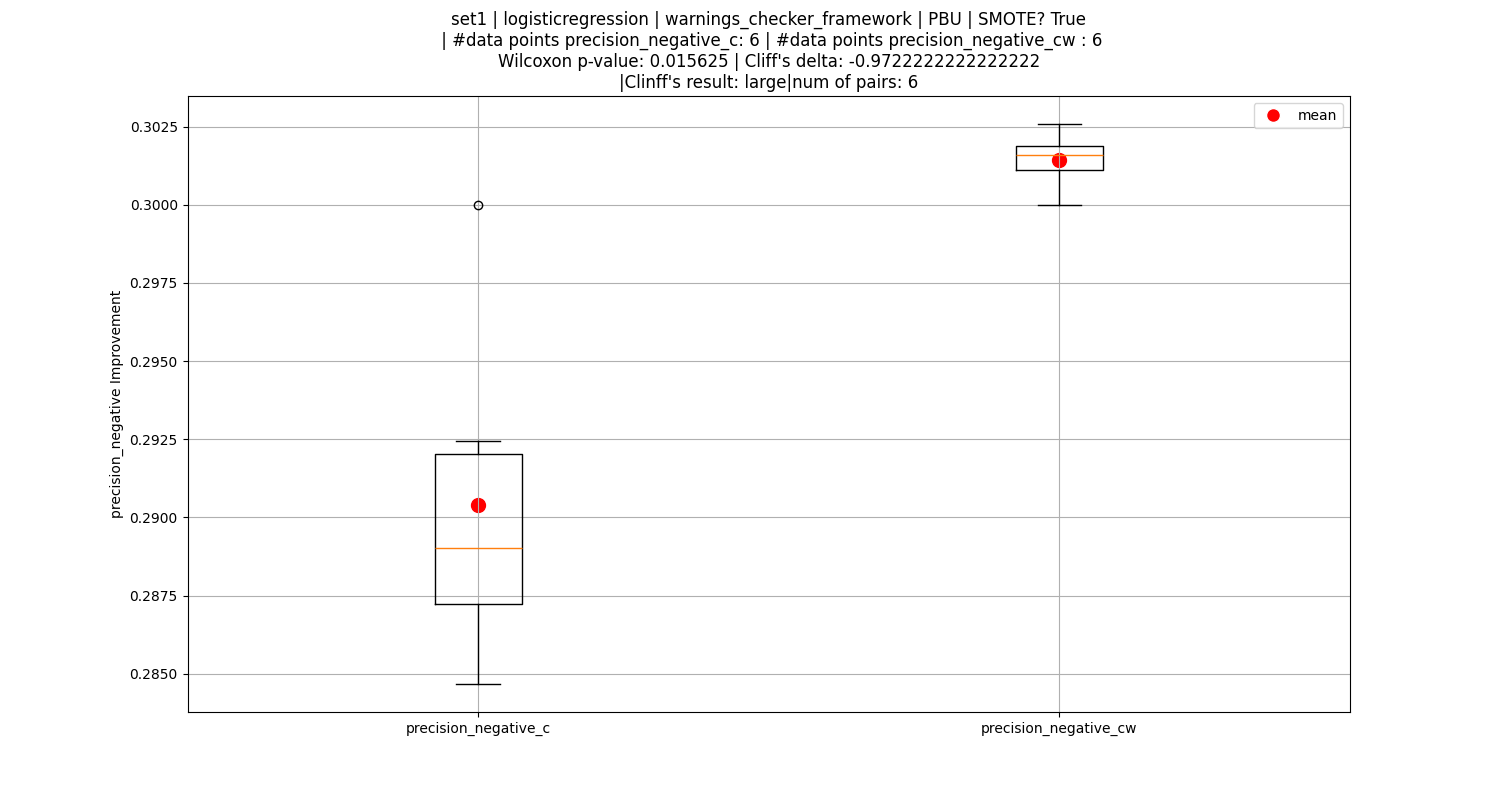 set1 | logisticregression | warnings_checker_framework | PBU | SMOTE? True
| #data points precision_negative_c: 6 | #data points precision_negative_cw : 6
Wilcoxon p-value: 0.015625 | Cliff's delta: -0.9722222222222222
|Clinff's result: large|num of pairs: 6
mean
0.3025
0.3000
0.2975
0.2950
0.2925
0.2900
0.2875
0.2850
precision_negative Improvement
precision_negative_c
precision_negative_cw